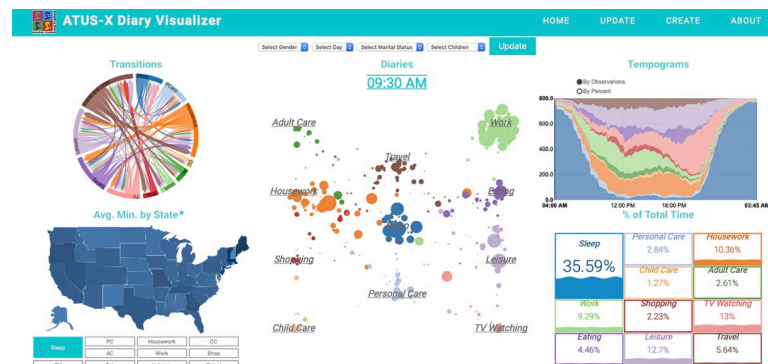 ATUS-X Diary Visualizer
HOME UPDATE CREATE ABOUT
Select Gender Select Day Select Marital Status Select Children Update
Transitions
Avg. Min. by State*
Sleep
PC Housework CC
AC Work Shop
Diaries
09:30 AM
Adult Care
Work
Travel
Housework
Eating
Sleep
Shopping
Leisure
Personal Care
Child Care
TV Watching
Tempograms
By Observations
By Percent
800.0
600.0
400.0
200.0
0.0
04:00 AM 12:00 PM 18:00 PM 03:45 AM
% of Total Time
Sleep
35.59%
Personal Care
2.84%
Housework
10.36%
Child Care
1.27%
Adult Care
2.61%
Work
9.29%
Shopping
2.23%
TV Watching
13%
Eating
4.46%
Leisure
12.7%
Travel
5.64%